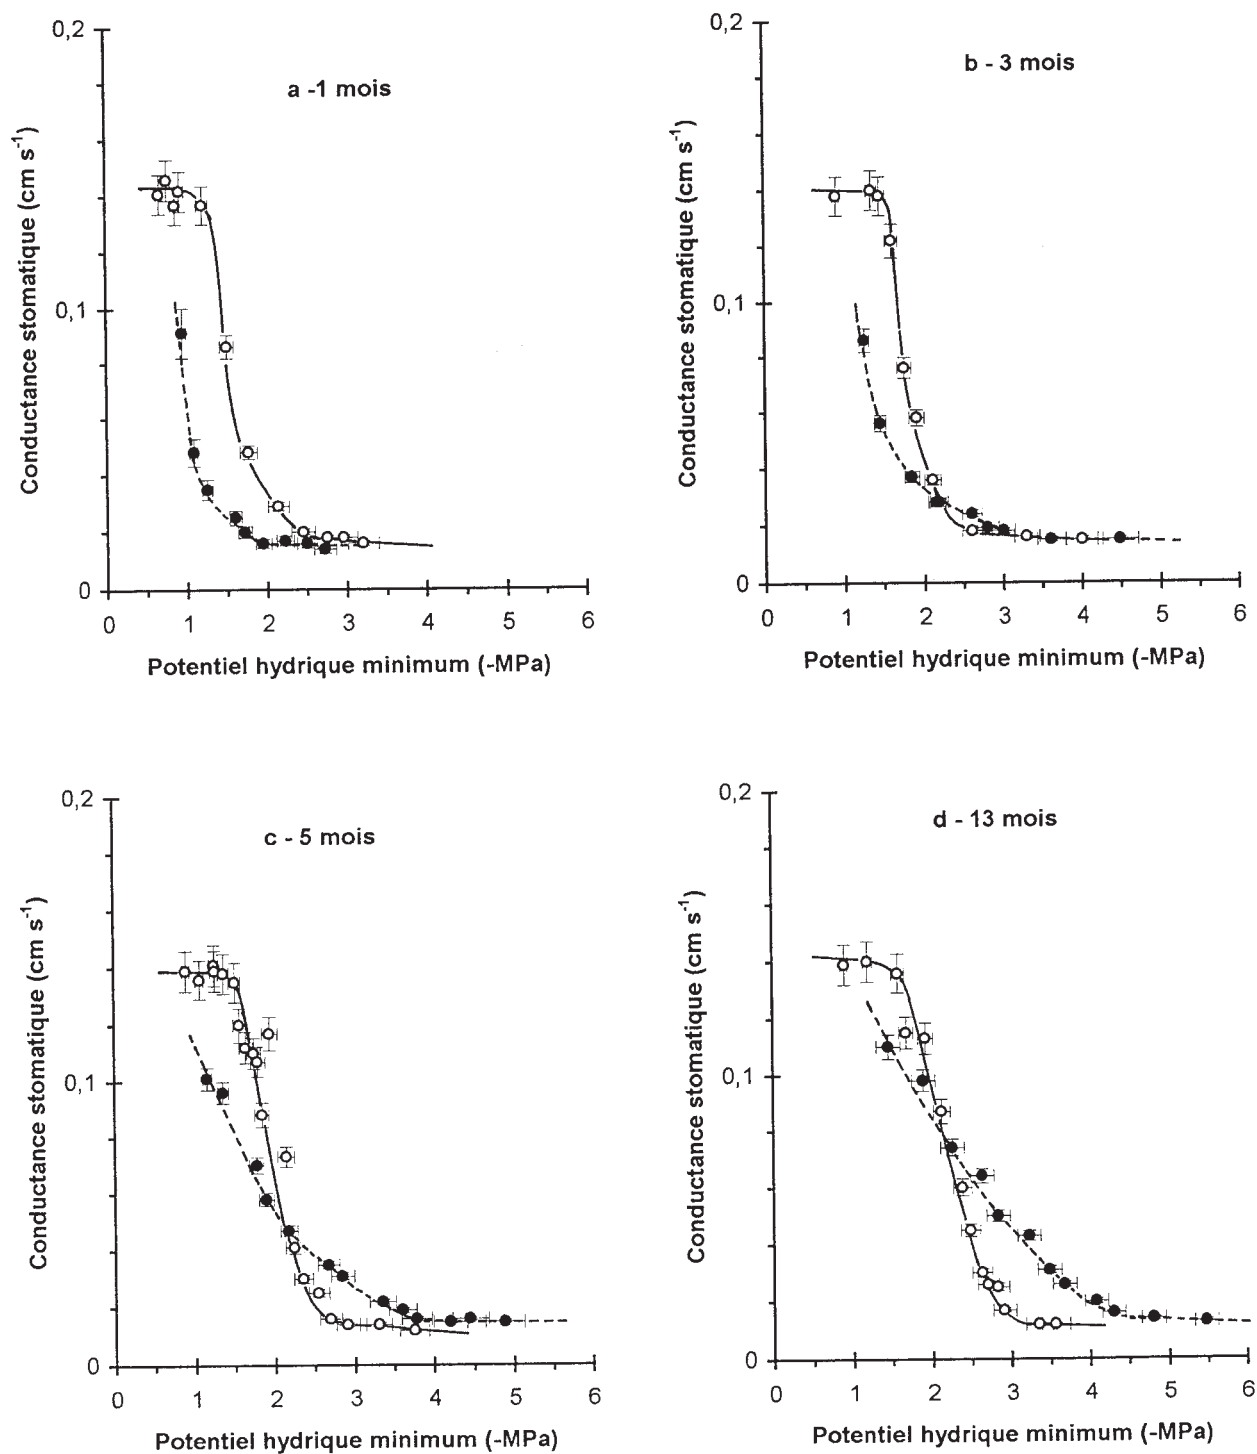 a -1 mois
0,2
0,1
0
0 1 2 3 4 5 6
Conductance stomatique (cm s-1)
Potentiel hydrique minimum (-MPa)
b - 3 mois
0,2
0,1
0
0 1 2 3 4 5 6
Conductance stomatique (cm s-1)
Potentiel hydrique minimum (-MPa)
c - 5 mois
0,2
0,1
0
0 1 2 3 4 5 6
Conductance stomatique (cm s-1)
Potentiel hydrique minimum (-MPa)
d - 13 mois
0,2
0,1
0
0 1 2 3 4 5 6
Conductance stomatique (cm s-1)
Potentiel hydrique minimum (-MPa)